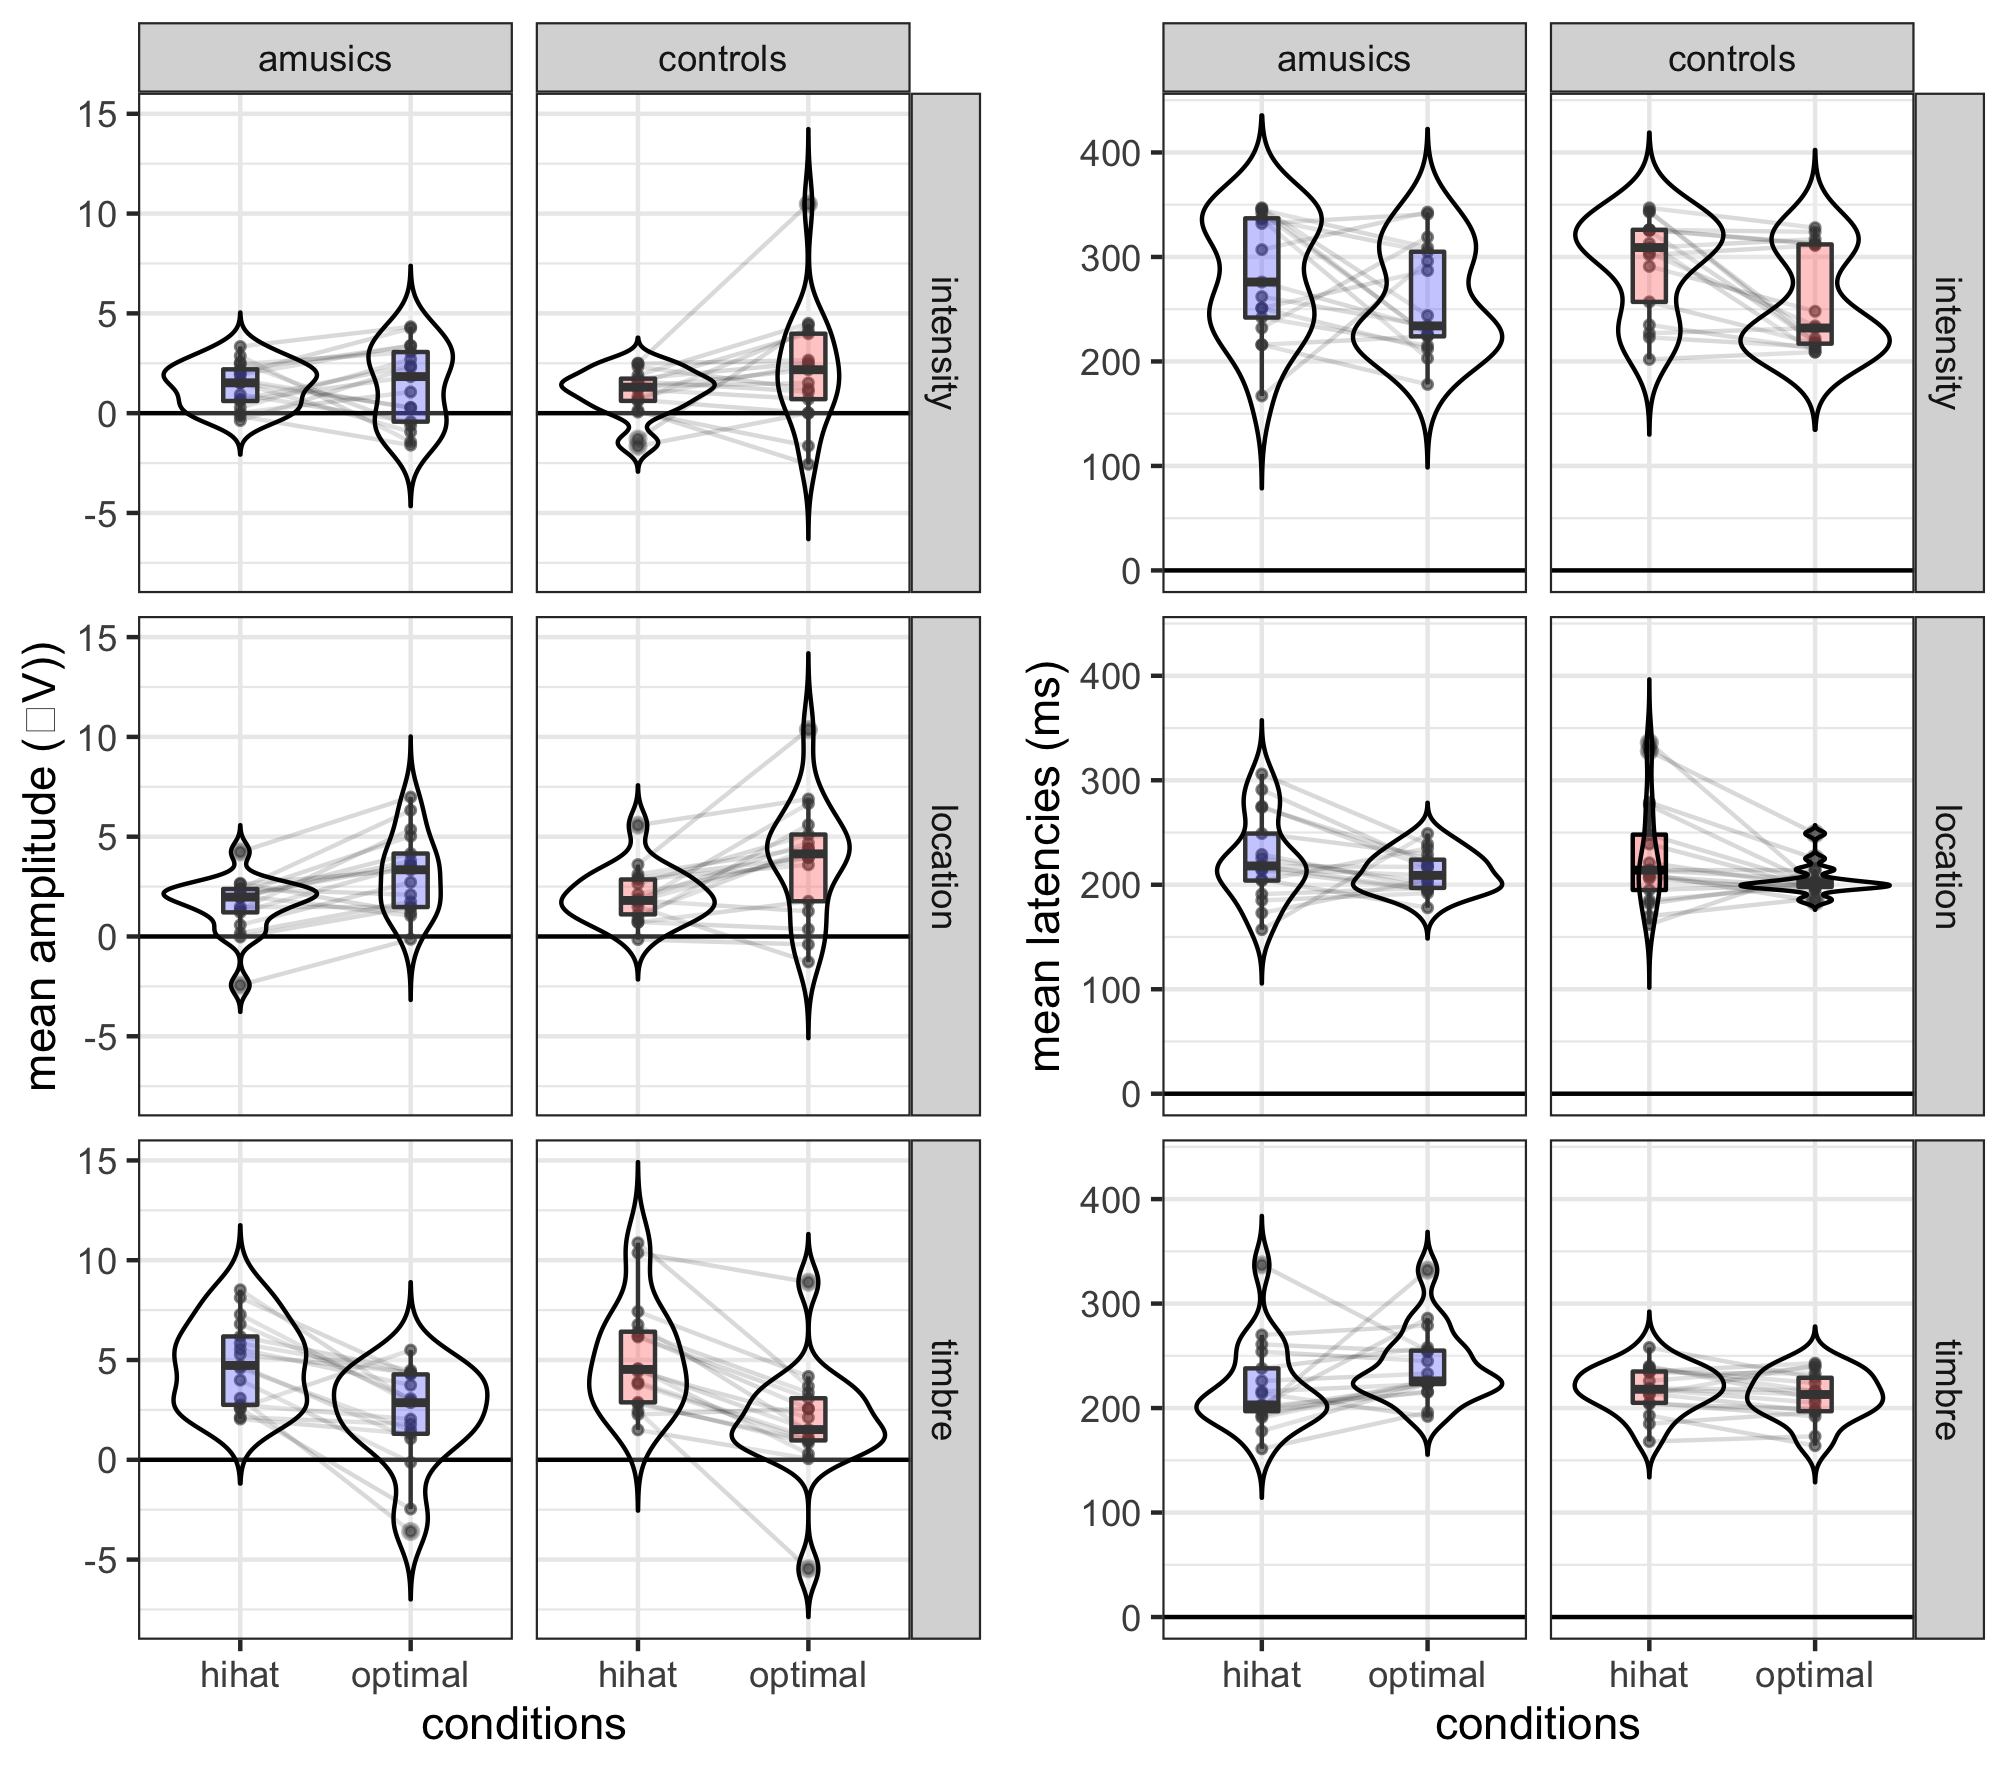 amusics controls
amusics controls
15
10
5
0
-5
intensity
400
300
200
100
0
intensity
mean amplitude (□V))
15
10
5
0
-5
location
mean latencies (ms)
400
300
200
100
0
location
15
10
5
0
-5
timbre
400
300
200
100
0
timbre
hihat optimal hihat optimal
conditions
hihat optimal hihat optimal
conditions